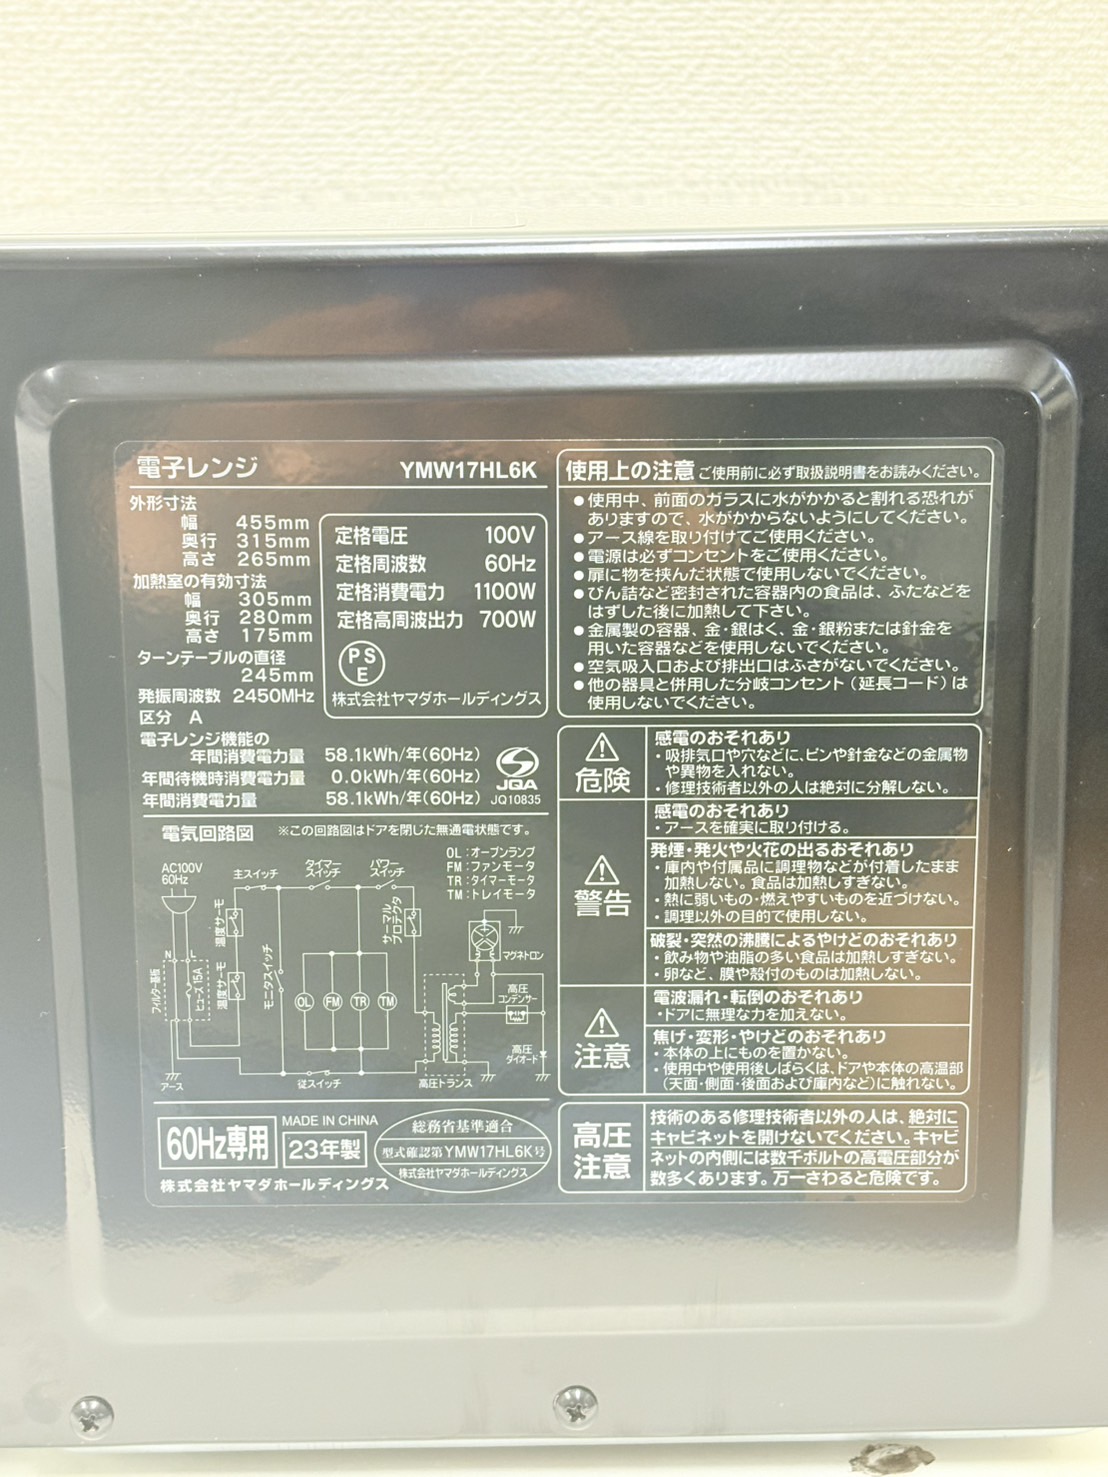 電子レンジ YMW17HL6K
外形寸法
幅 455mm
奥行 315mm
高さ 265mm
加熱室の有効寸法
幅 305mm
奥行 280mm
高さ 175mm
ターンテーブルの直径
245mm
発振周波数 2450MHz
区分 A
定格電圧 100V
定格周波数 60Hz
定格消費電力 1100W
定格高周波出力 700W
PS
E
株式会社ヤマダホールディングス
電子レンジ機能の
年間消費電力量 58.1kWh/年(60Hz)
年間待機時消費電力量 0.0kWh/年(60Hz)
年間消費電力量 58.1kWh/年(60Hz)
JQA
JQ10835
電気回路図 ※この回路図はドアを閉じた無通電状態です。
OL:オーブンランプ
FM:ファンモータ
TR:タイマーモータ
TM:トレイモータ
AC100V
60Hz
主スイッチ
タイマー
スイッチ
パワー
スイッチ
温度サーモ
サーマル
プロテクタ
マグネトロン
N L
フィルター基板
ヒューズ 15A
温度サーモ
モニタスイッチ
OL FM TR TM
高圧
コンデンサー
高圧
ダイオード
アース
従スイッチ
高圧トランス
60Hz専用
MADE IN CHINA
23年製
総務省基準適合
型式確認第YMW17HL6K号
株式会社ヤマダホールディングス
株式会社ヤマダホールディングス
使用上の注意 ご使用前に必ず取扱説明書をお読みください。
●使用中、前面のガラスに水がかかると割れる恐れが
ありますので、水がかからないようにしてください。
●アース線を取り付けてご使用ください。
●電源は必ずコンセントをご使用ください。
●扉に物を挟んだ状態で使用しないでください。
●びん詰など密封された容器内の食品は、ふたなどを
はずした後に加熱して下さい。
●金属製の容器、金・銀はく、金・銀粉または針金を
用いた容器などを使用しないでください。
●空気吸入口および排出口はふさがないでください。
●他の器具と併用した分岐コンセント(延長コード)は
使用しないでください。
危険
感電のおそれあり
・吸排気口や穴などに、ピンや針金などの金属物
や異物を入れない。
・修理技術者以外の人は絶対に分解しない。
警告
感電のおそれあり
・アースを確実に取り付ける。
発煙・発火や火花の出るおそれあり
・庫内や付属品に調理物などが付着したまま
加熱しない。食品は加熱しすぎない。
・熱に弱いもの・燃えやすいものを近づけない。
・調理以外の目的で使用しない。
破裂・突然の沸騰によるやけどのおそれあり
・飲み物や油脂の多い食品は加熱しすぎない。
・卵など、膜や殻付のものは加熱しない。
注意
電波漏れ・転倒のおそれあり
・ドアに無理な力を加えない。
焦げ・変形・やけどのおそれあり
・本体の上にものを置かない。
・使用中や使用後しばらくは、ドアや本体の高温部
(天面・側面・後面および庫内など)に触れない。
高圧
注意
技術のある修理技術者以外の人は、絶対に
キャビネットを開けないでください。キャビ
ネットの内側には数千ボルトの高電圧部分が
数多くあります。万一さわると危険です。